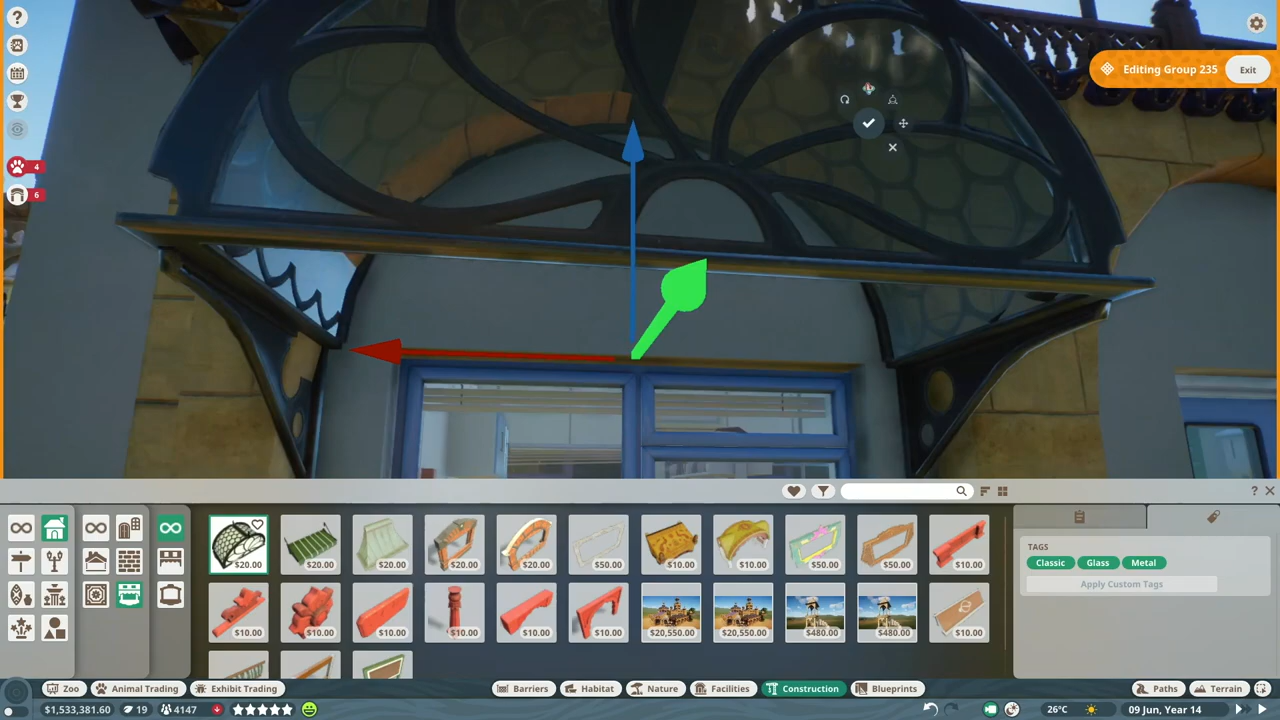 ?
Editing Group 235 Exit
4
6
?
$20.00 $20.00 $20.00 $20.00 $20.00 $50.00 $10.00 $10.00 $50.00 $50.00 $10.00
TAGS
Classic Glass Metal
Apply Custom Tags
$10.00 $10.00 $10.00 $10.00 $10.00 $10.00 $20,550.00 $20,550.00 $480.00 $480.00 $10.00
Zoo Animal Trading Exhibit Trading Barriers Habitat Nature Facilities Construction Blueprints Paths Terrain
$1,533,381.60 19 4147 26°C 09 Jun, Year 14